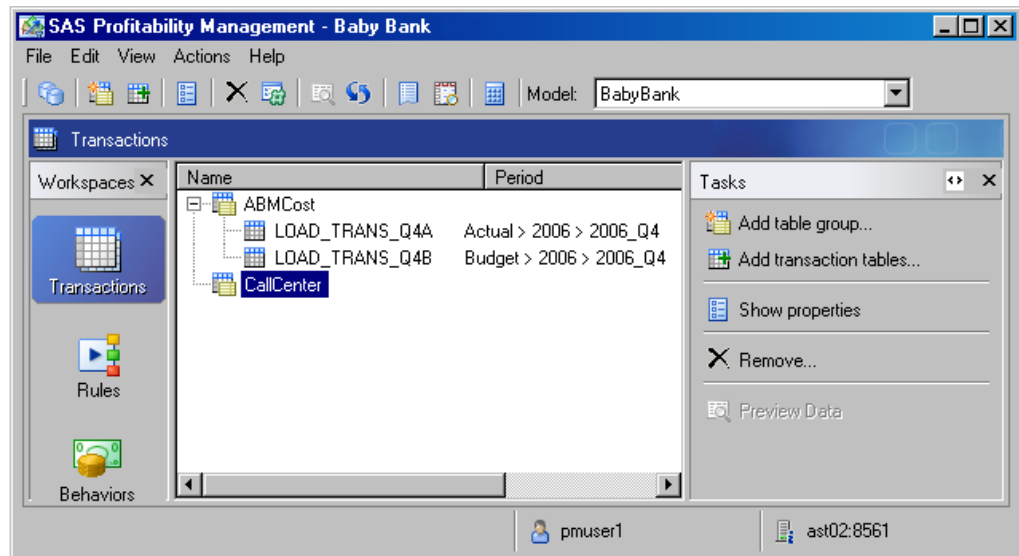 SAS Profitability Management - Baby Bank
File Edit View Actions Help
Model: BabyBank
Transactions
Workspaces
Name Period
Tasks
ABMCost
LOAD_TRANS_Q4A Actual > 2006 > 2006_Q4
LOAD_TRANS_Q4B Budget > 2006 > 2006_Q4
CallCenter
Transactions
Rules
Behaviors
Add table group...
Add transaction tables...
Show properties
Remove...
Preview Data
pmuser1
ast02:8561